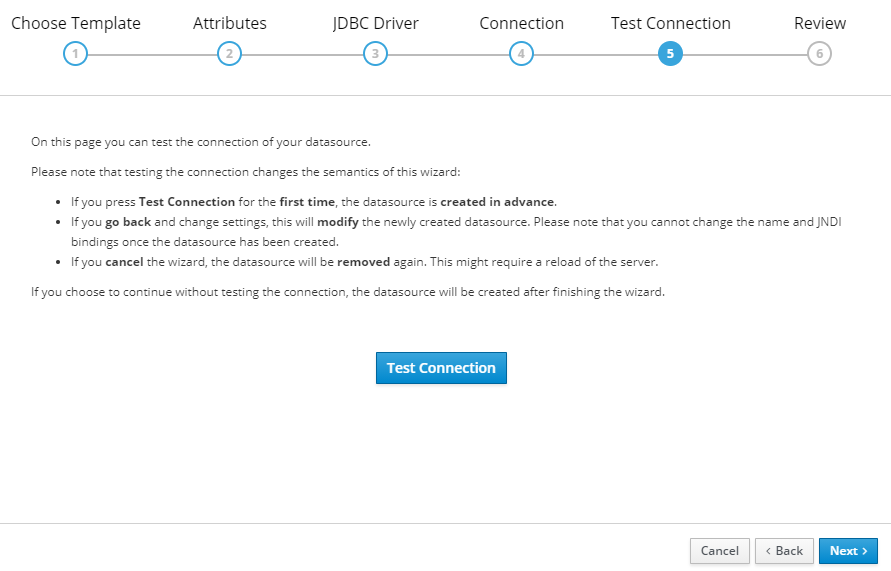 Choose Template Attributes JDBC Driver Connection Test Connection Review
1 2 3 4 5 6
On this page you can test the connection of your datasource.
Please note that testing the connection changes the semantics of this wizard:
• If you press Test Connection for the first time, the datasource is created in advance.
• If you go back and change settings, this will modify the newly created datasource. Please note that you cannot change the name and JNDI
bindings once the datasource has been created.
• If you cancel the wizard, the datasource will be removed again. This might require a reload of the server.
If you choose to continue without testing the connection, the datasource will be created after finishing the wizard.
Test Connection
Cancel < Back Next >